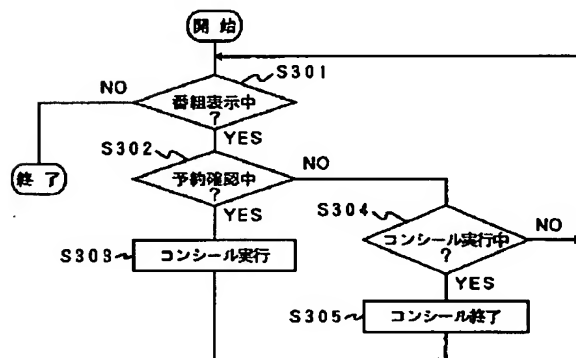 開 始
S301
NO
番組表示中
?
YES
S302
終 了
NO
予約確認中
?
YES
S304
S303
コンシール実行
コンシール実行中
?
NO
YES
S305
コンシール終了